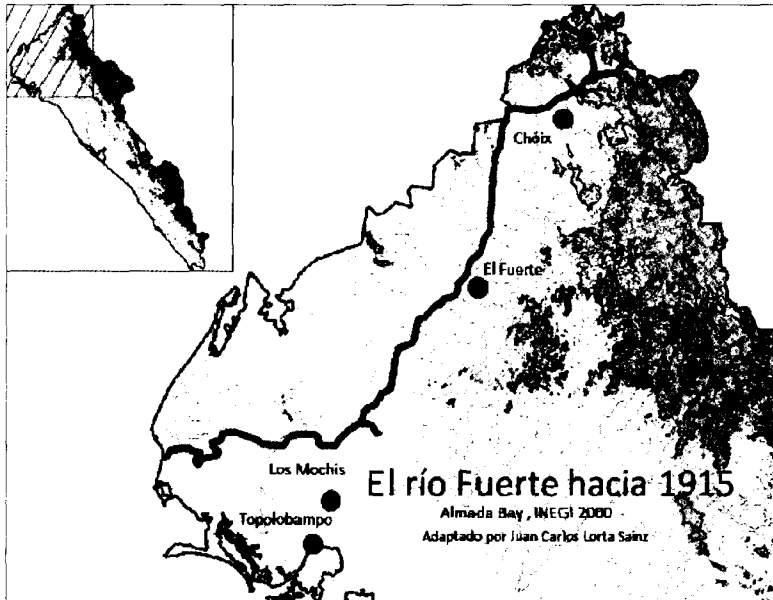 Chóix
El Fuerte
Los Mochis
Topolobampo
El río Fuerte hacia 1915
Almada Bay, INEGI 2000
Adaptado por Juan Carlos Lorta Sainz